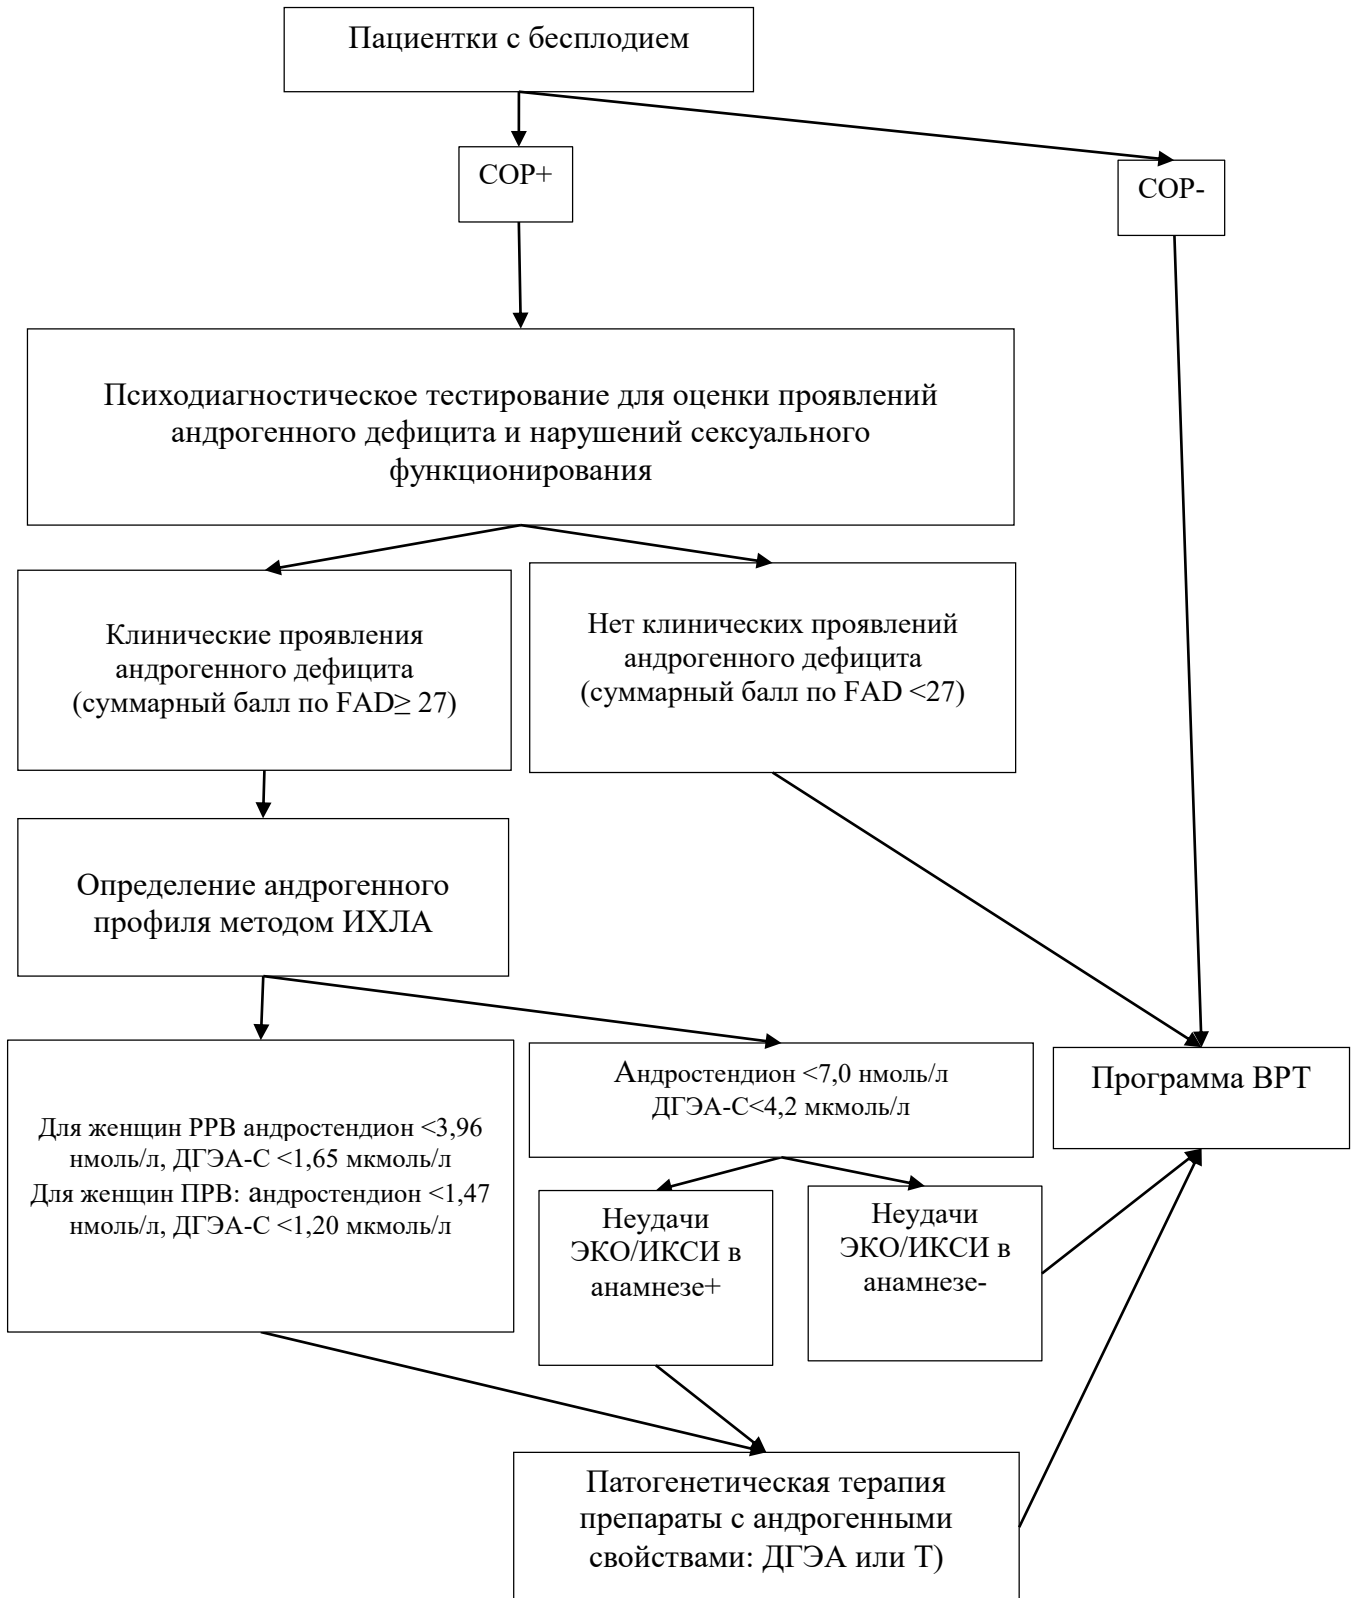 Пациентки с бесплодием
СОР+
СОР-
Психодиагностическое тестирование для оценки проявлений
андрогенного дефицита и нарушений сексуального
функционирования
Клинические проявления
андрогенного дефицита
(суммарный балл по FAD≥ 27)
Нет клинических проявлений
андрогенного дефицита
(суммарный балл по FAD <27)
Определение андрогенного
профиля методом ИХЛА
Для женщин РРВ андростендион <3,96
нмоль/л, ДГЭА-С <1,65 мкмоль/л
Для женщин ПРВ: андростендион <1,47
нмоль/л, ДГЭА-С <1,20 мкмоль/л
Андростендион <7,0 нмоль/л
ДГЭА-С<4,2 мкмоль/л
Программа ВРТ
Неудачи
ЭКО/ИКСИ в
анамнезе+
Неудачи
ЭКО/ИКСИ в
анамнезе-
Патогенетическая терапия
препараты с андрогенными
свойствами: ДГЭА или Т)